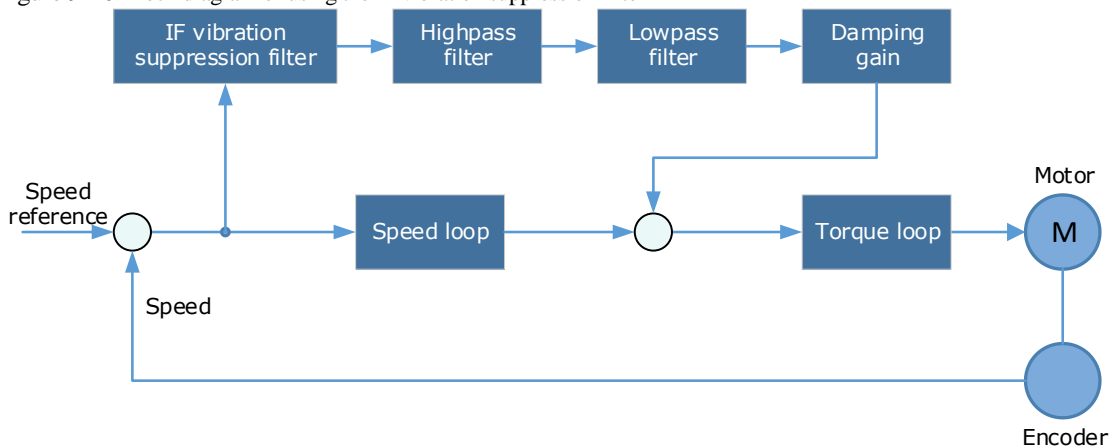 IF vibration
suppression filter
Highpass
filter
Lowpass
filter
Damping
gain
Speed
reference
Speed loop
Torque loop
Motor
M
Speed
Encoder